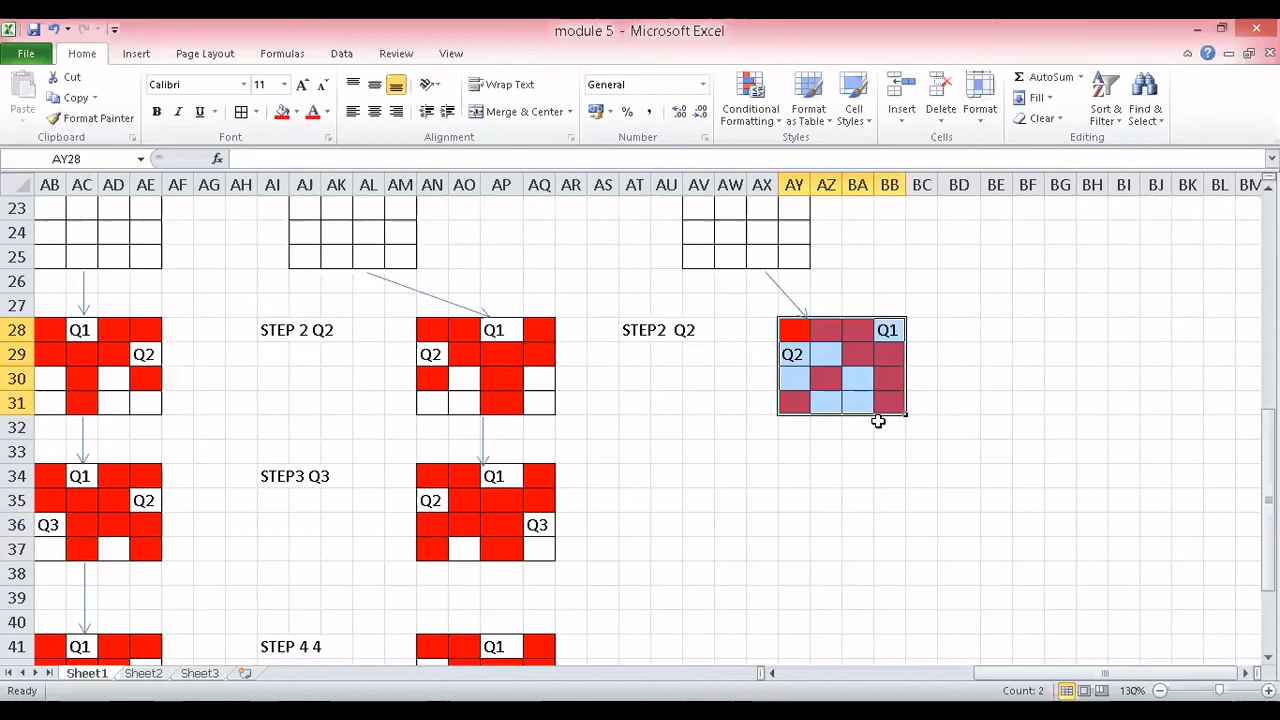 module 5 - Microsoft Excel
File Home Insert Page Layout Formulas Data Review View
Paste Cut Copy Format Painter Clipboard
Calibri 11 Font
Wrap Text Merge & Center Alignment
General Number
Conditional Formatting Format as Table Cell Styles Styles
Insert Delete Format Cells
AutoSum Fill Clear Sort & Filter Find & Select Editing
AY28
AB AC AD AE AF AG AH AI AJ AK AL AM AN AO AP AQ AR AS AT AU AV AW AX AY AZ BA BB BC BD BE BF BG BH BI BJ BK BL BM
23
24
25
26
27
28 Q1 STEP 2 Q2 Q1 STEP2 Q2 Q1
29 Q2 Q2 Q2
30
31
32
33
34 Q1 STEP3 Q3 Q1
35 Q2 Q2
36 Q3 Q3
37
38
39
40
41 Q1 STEP 4 4 Q1
Sheet1 Sheet2 Sheet3
Ready Count: 2 130%